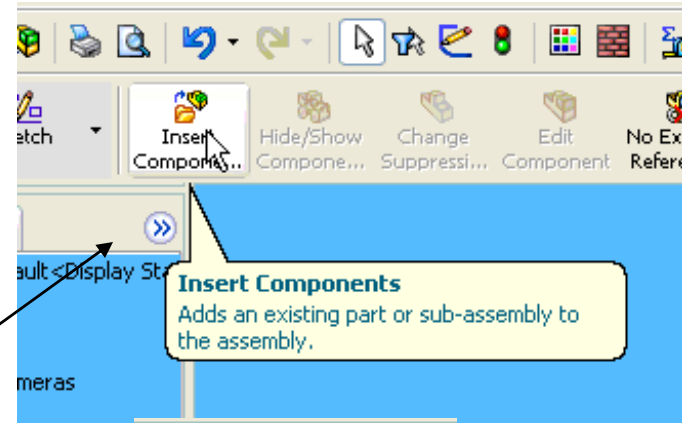 etch Insert Hide/Show Change Edit No Ex
Compone... Compone... Suppressi... Component Refere
ault<Display Sta
Insert Components
Adds an existing part or sub-assembly to
the assembly.
meras